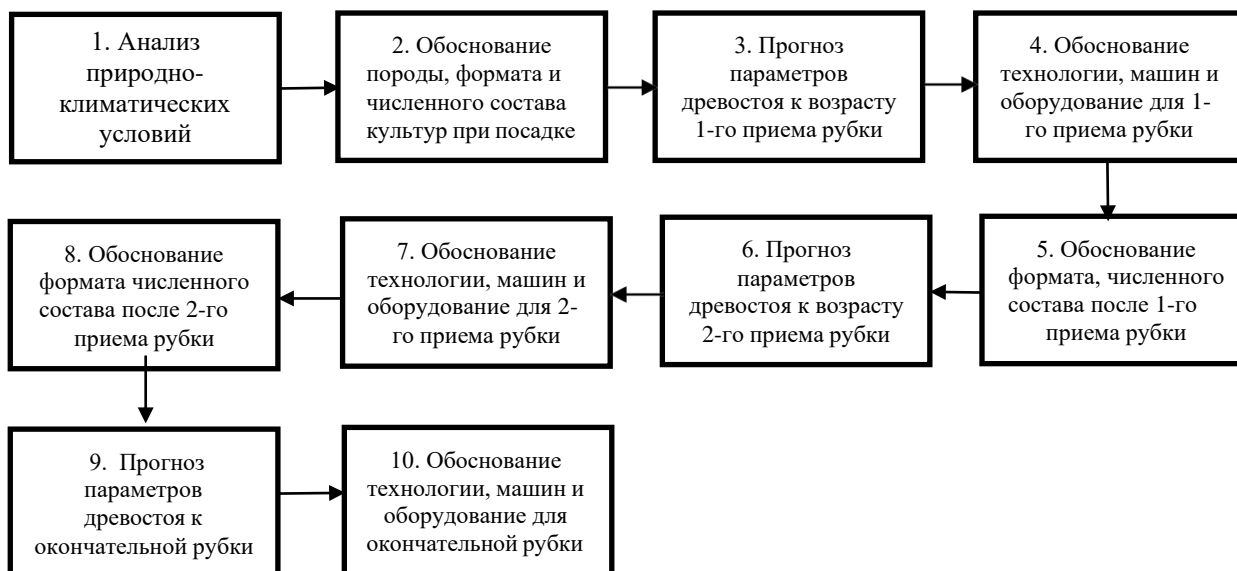 1. Анализ
природно-
климатических
условий
2. Обоснование
породы, формата и
численного состава
культур при посадке
3. Прогноз
параметров
древостоя к возрасту
1-го приема рубки
4. Обоснование
технологии, машин и
оборудование для 1-
го приема рубки
8. Обоснование
формата численного
состава после 2-го
приема рубки
7. Обоснование
технологии, машин и
оборудование для 2-
го приема рубки
6. Прогноз
параметров
древостоя к возрасту
2-го приема рубки
5. Обоснование
формата, численного
состава после 1-го
приема рубки
9. Прогноз
параметров
древостоя к
окончательной рубки
10. Обоснование
технологии, машин и
оборудование для
окончательной рубки